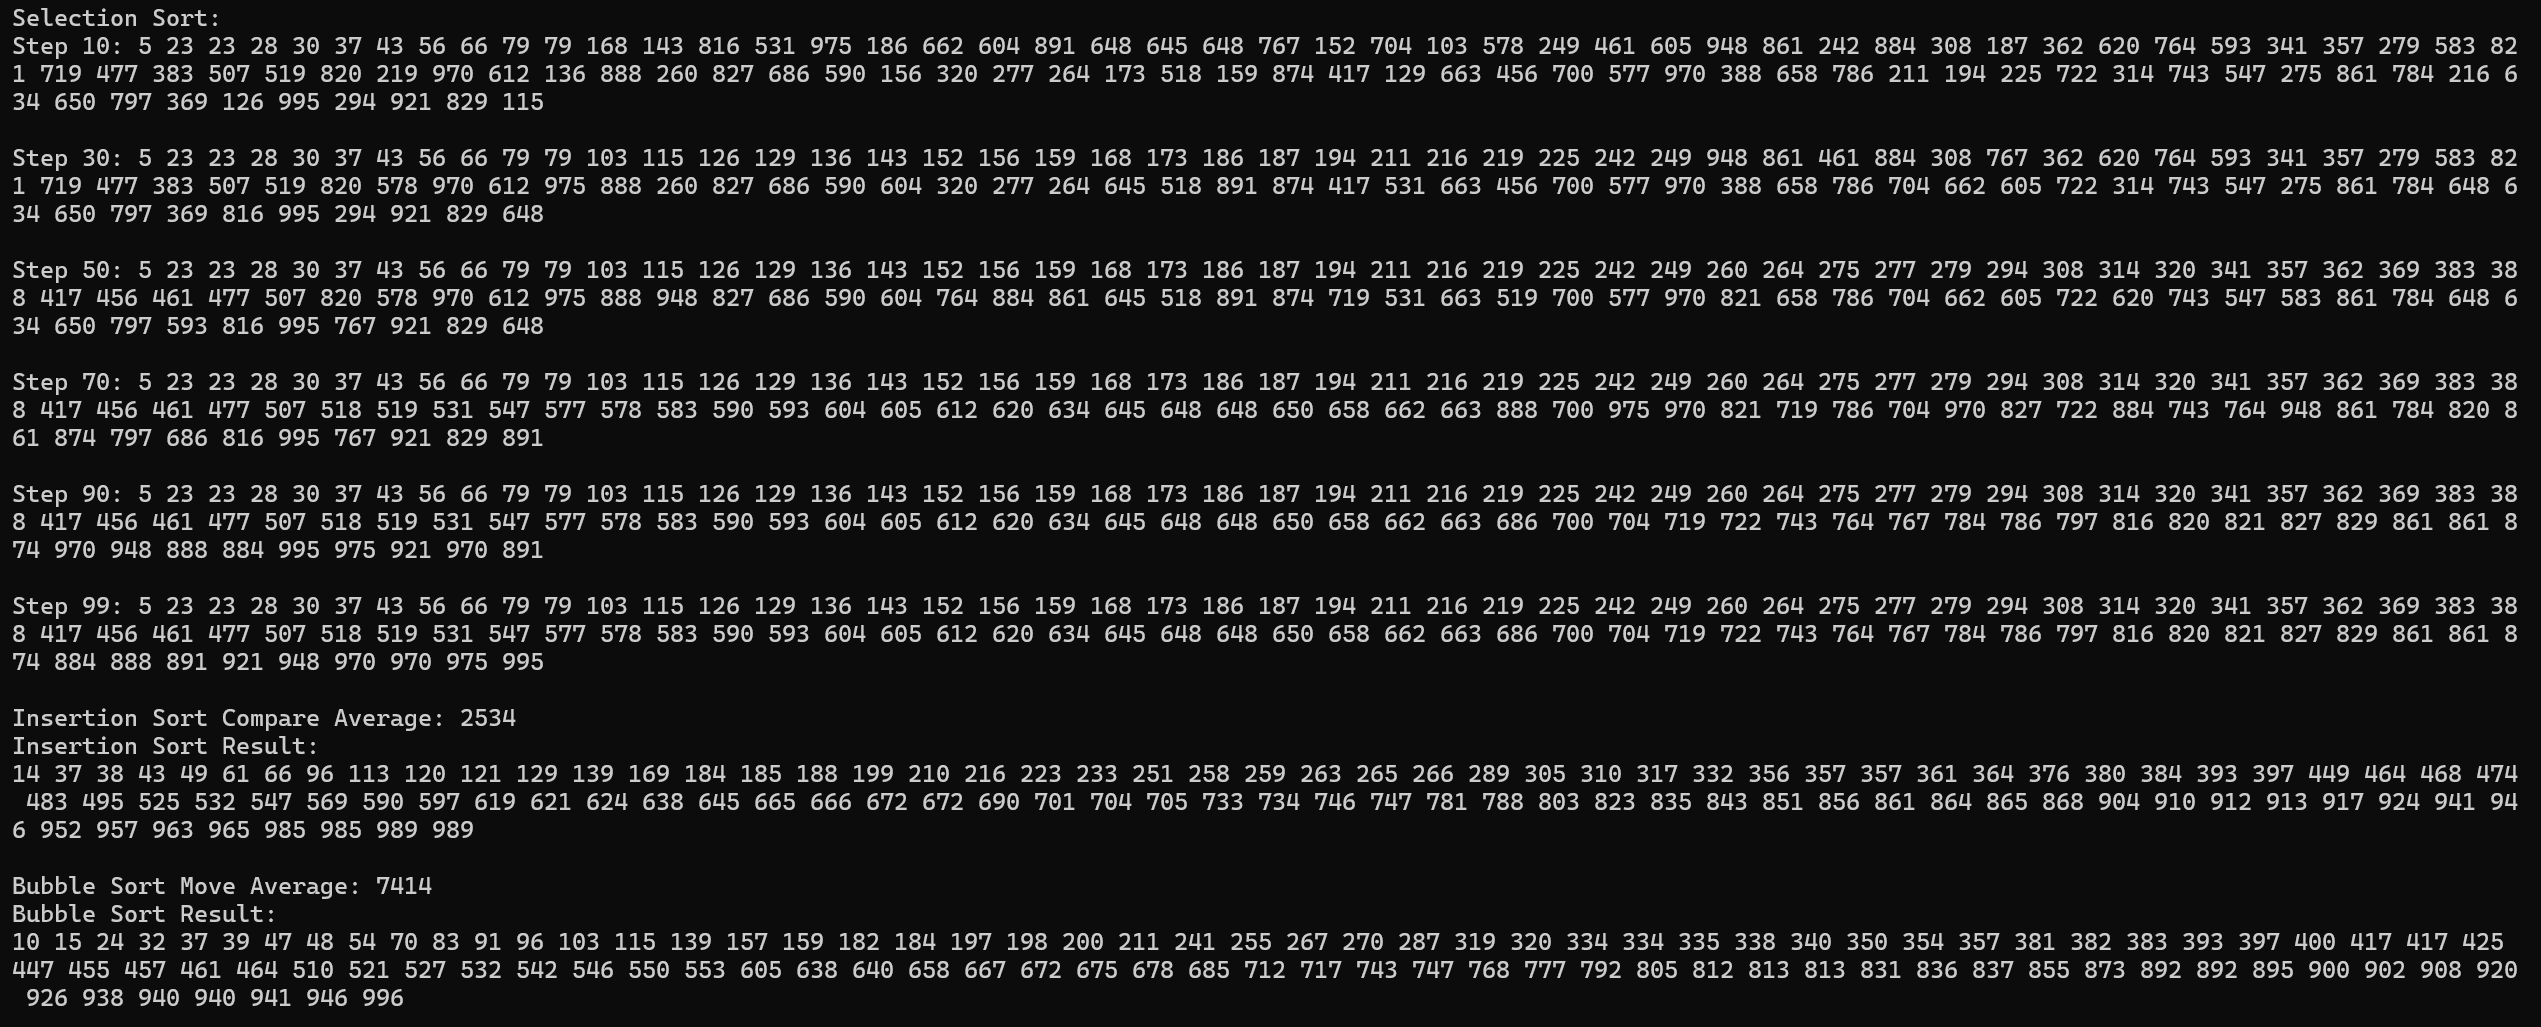 Selection Sort:
Step 10: 5 23 23 28 30 37 43 56 66 79 79 168 143 816 531 975 186 662 604 891 648 645 648 767 152 704 103 578 249 461 605 948 861 242 884 308 187 362 620 764 593 341 357 279 583 82
1 719 477 383 507 519 820 219 970 612 136 888 260 827 686 590 156 320 277 264 173 518 159 874 417 129 663 456 700 577 970 388 658 786 211 194 225 722 314 743 547 275 861 784 216 6
34 650 797 369 126 995 294 921 829 115
Step 30: 5 23 23 28 30 37 43 56 66 79 79 103 115 126 129 136 143 152 156 159 168 173 186 187 194 211 216 219 225 242 249 948 861 461 884 308 767 362 620 764 593 341 357 279 583 82
1 719 477 383 507 519 820 578 970 612 975 888 260 827 686 590 604 320 277 264 645 518 891 874 417 531 663 456 700 577 970 388 658 786 704 662 605 722 314 743 547 275 861 784 648 6
34 650 797 369 816 995 294 921 829 648
Step 50: 5 23 23 28 30 37 43 56 66 79 79 103 115 126 129 136 143 152 156 159 168 173 186 187 194 211 216 219 225 242 249 260 264 275 277 279 294 308 314 320 341 357 362 369 383 38
8 417 456 461 477 507 820 578 970 612 975 888 948 827 686 590 604 764 884 861 645 518 891 874 719 531 663 519 700 577 970 821 658 786 704 662 605 722 620 743 547 583 861 784 648 6
34 650 797 593 816 995 767 921 829 648
Step 70: 5 23 23 28 30 37 43 56 66 79 79 103 115 126 129 136 143 152 156 159 168 173 186 187 194 211 216 219 225 242 249 260 264 275 277 279 294 308 314 320 341 357 362 369 383 38
8 417 456 461 477 507 518 519 531 547 577 578 583 590 593 604 605 612 620 634 645 648 648 650 658 662 663 888 700 975 970 821 719 786 704 970 827 722 884 743 764 948 861 784 820 8
61 874 797 686 816 995 767 921 829 891
Step 90: 5 23 23 28 30 37 43 56 66 79 79 103 115 126 129 136 143 152 156 159 168 173 186 187 194 211 216 219 225 242 249 260 264 275 277 279 294 308 314 320 341 357 362 369 383 38
8 417 456 461 477 507 518 519 531 547 577 578 583 590 593 604 605 612 620 634 645 648 648 650 658 662 663 686 700 704 719 722 743 764 767 784 786 797 816 820 821 827 829 861 861 8
74 970 948 888 884 995 975 921 970 891
Step 99: 5 23 23 28 30 37 43 56 66 79 79 103 115 126 129 136 143 152 156 159 168 173 186 187 194 211 216 219 225 242 249 260 264 275 277 279 294 308 314 320 341 357 362 369 383 38
8 417 456 461 477 507 518 519 531 547 577 578 583 590 593 604 605 612 620 634 645 648 648 650 658 662 663 686 700 704 719 722 743 764 767 784 786 797 816 820 821 827 829 861 861 8
74 884 888 891 921 948 970 970 975 995
Insertion Sort Compare Average: 2534
Insertion Sort Result:
14 37 38 43 49 61 66 96 113 120 121 129 139 169 184 185 188 199 210 216 223 233 251 258 259 263 265 266 289 305 310 317 332 356 357 357 361 364 376 380 384 393 397 449 464 468 474
483 495 525 532 547 569 590 597 619 621 624 638 645 665 666 672 672 690 701 704 705 733 734 746 747 781 788 803 823 835 843 851 856 861 864 865 868 904 910 912 913 917 924 941 94
6 952 957 963 965 985 985 989 989
Bubble Sort Move Average: 7414
Bubble Sort Result:
10 15 24 32 37 39 47 48 54 70 83 91 96 103 115 139 157 159 182 184 197 198 200 211 241 255 267 270 287 319 320 334 334 335 338 340 350 354 357 381 382 383 393 397 400 417 417 425
447 455 457 461 464 510 521 527 532 542 546 550 553 605 638 640 658 667 672 675 678 685 712 717 743 747 768 777 792 805 812 813 813 831 836 837 855 873 892 892 895 900 902 908 920
926 938 940 940 941 946 996